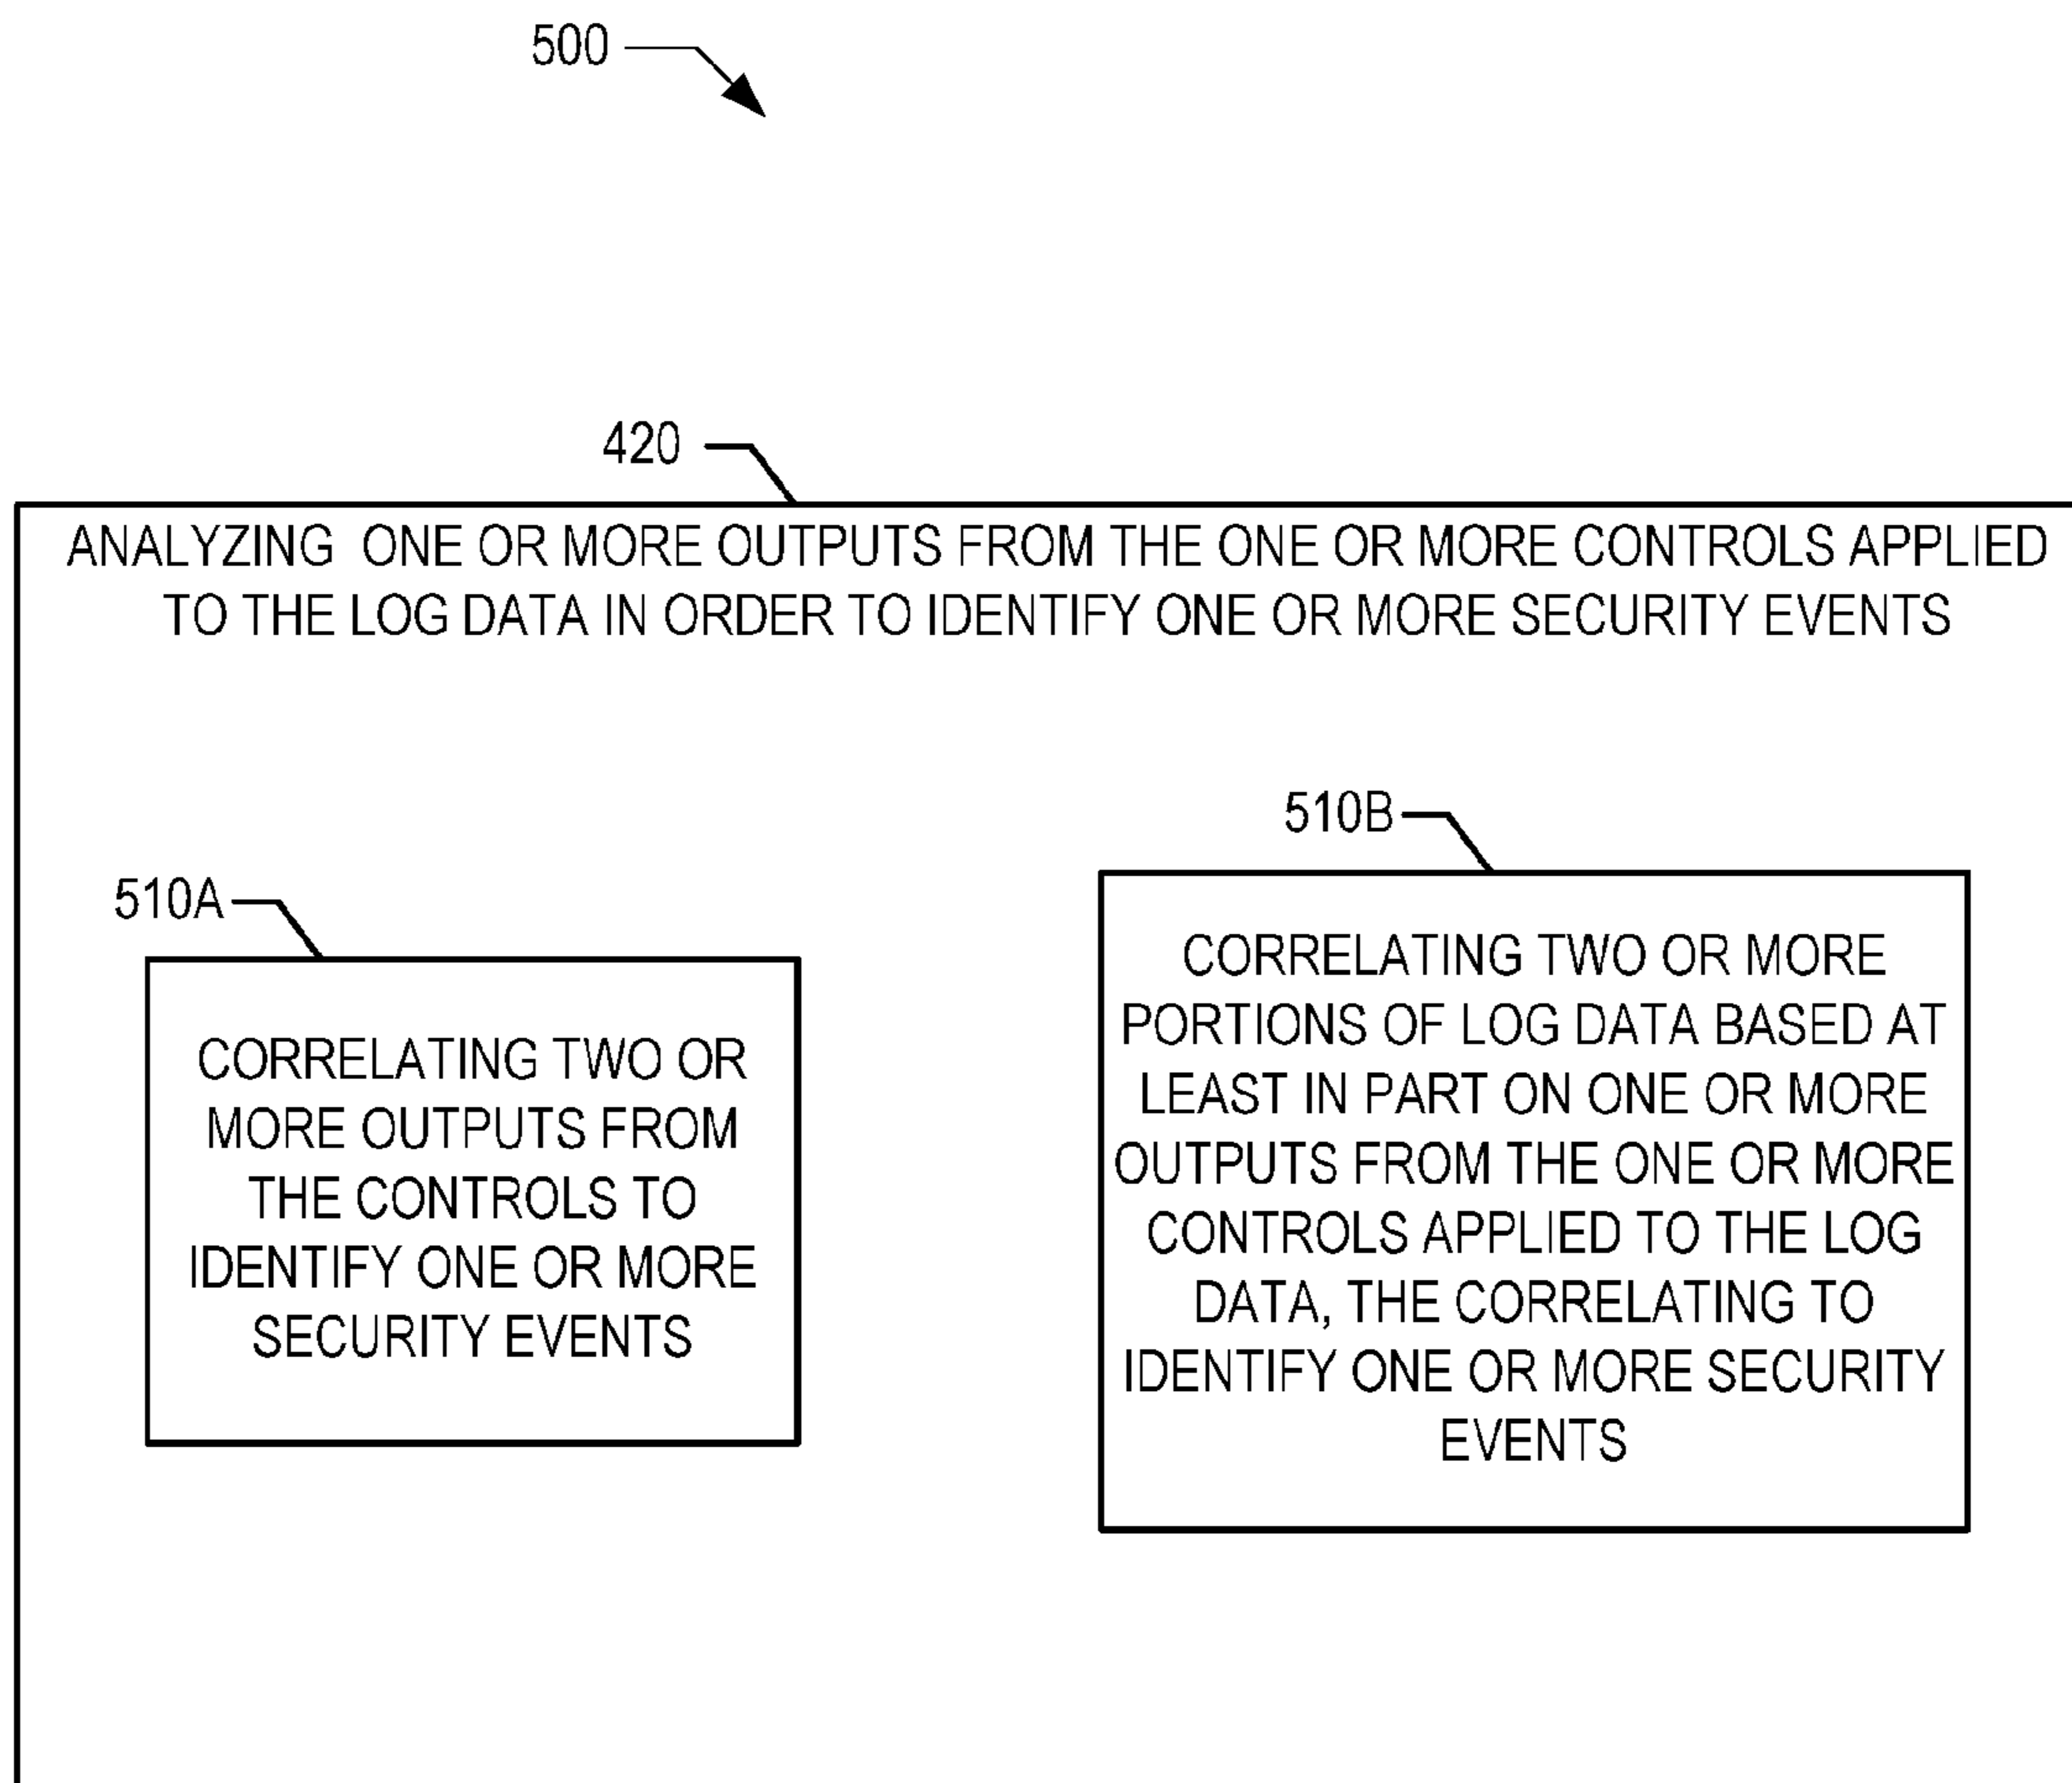 500
420
ANALYZING ONE OR MORE OUTPUTS FROM THE ONE OR MORE CONTROLS APPLIED
TO THE LOG DATA IN ORDER TO IDENTIFY ONE OR MORE SECURITY EVENTS
510A
CORRELATING TWO OR
MORE OUTPUTS FROM
THE CONTROLS TO
IDENTIFY ONE OR MORE
SECURITY EVENTS
510B
CORRELATING TWO OR MORE
PORTIONS OF LOG DATA BASED AT
LEAST IN PART ON ONE OR MORE
OUTPUTS FROM THE ONE OR MORE
CONTROLS APPLIED TO THE LOG
DATA, THE CORRELATING TO
IDENTIFY ONE OR MORE SECURITY
EVENTS